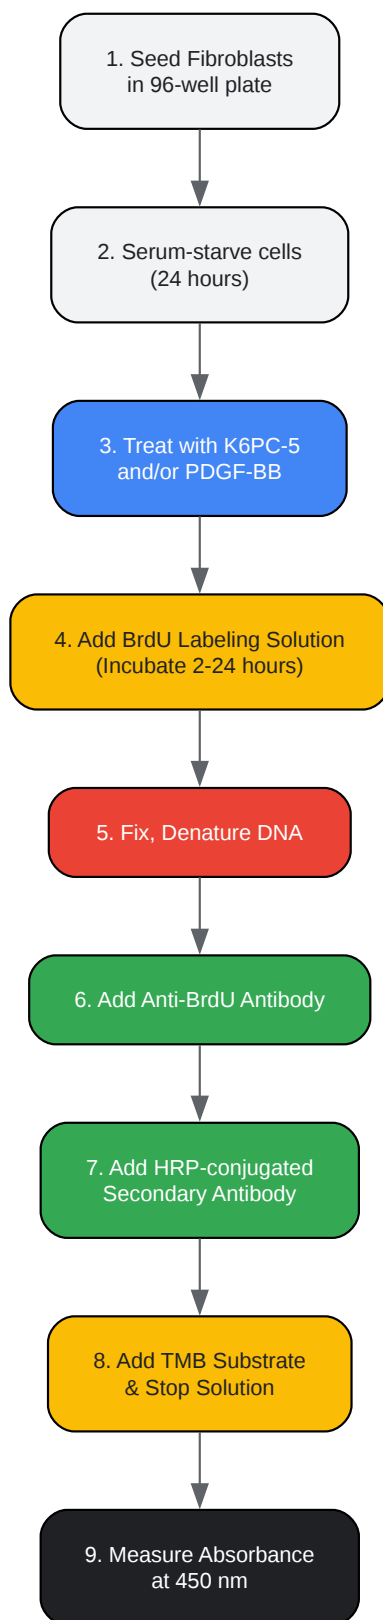 1. Seed Fibroblasts
in 96-well plate
2. Serum-starve cells
(24 hours)
3. Treat with K6PC-5
and/or PDGF-BB
4. Add BrdU Labeling Solution
(Incubate 2-24 hours)
5. Fix, Denature DNA
6. Add Anti-BrdU Antibody
7. Add HRP-conjugated
Secondary Antibody
8. Add TMB Substrate
& Stop Solution
9. Measure Absorbance
at 450 nm